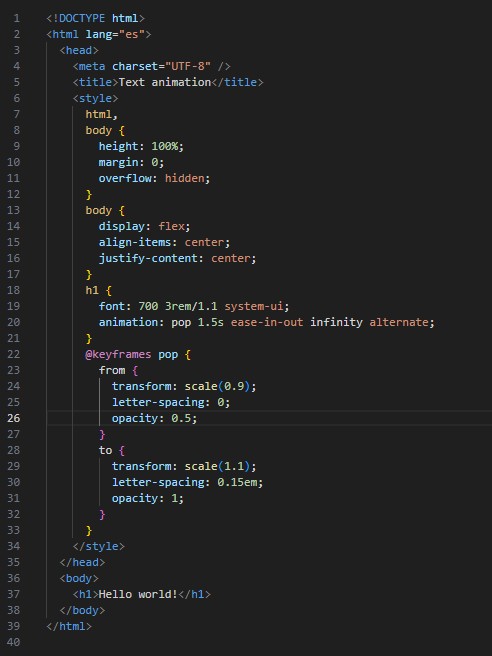 1 <!DOCTYPE html>
2 <html lang="es">
3 <head>
4 <meta charset="UTF-8" />
5 <title>Text animation</title>
6 <style>
7 html,
8 body {
9 height: 100%;
10 margin: 0;
11 overflow: hidden;
12 }
13 body {
14 display: flex;
15 align-items: center;
16 justify-content: center;
17 }
18 h1 {
19 font: 700 3rem/1.1 system-ui;
20 animation: pop 1.5s ease-in-out infinity alternate;
21 }
22 @keyframes pop {
23 from {
24 transform: scale(0.9);
25 letter-spacing: 0;
26 opacity: 0.5;
27 }
28 to {
29 transform: scale(1.1);
30 letter-spacing: 0.15em;
31 opacity: 1;
32 }
33 }
34 </style>
35 </head>
36 <body>
37 <h1>Hello world!</h1>
38 </body>
39 </html>
40